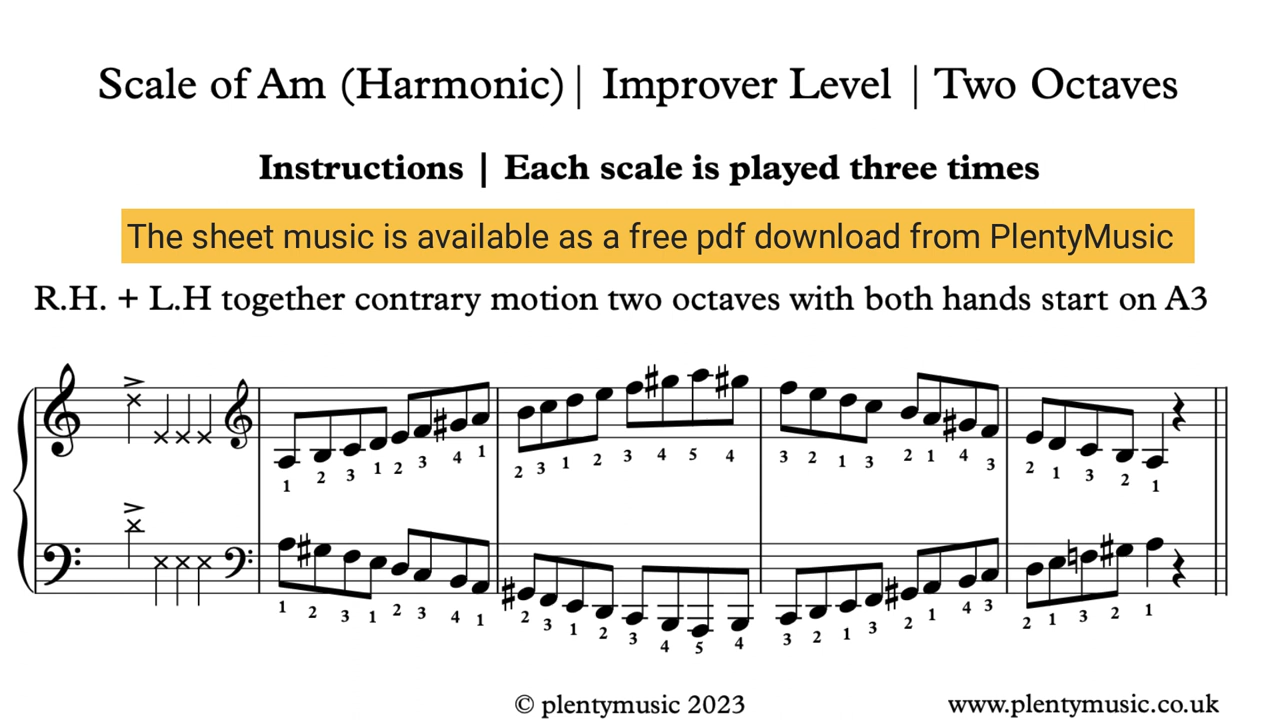 Scale of Am (Harmonic)| Improver Level | Two Octaves
Instructions | Each scale is played three times
The sheet music is available as a free pdf download from PlentyMusic
R.H. + L.H together contrary motion two octaves with both hands start on A3
1 2 3 1 2 3 4 1 2 3 1 2 3 4 5 4 3 2 1 3 2 1 4 3 2 1 3 2 1
1 2 3 1 2 3 4 1 2 3 1 2 3 4 5 4 3 2 1 3 2 1 4 3 2 1 3 2 1
© plentymusic 2023
www.plentymusic.co.uk